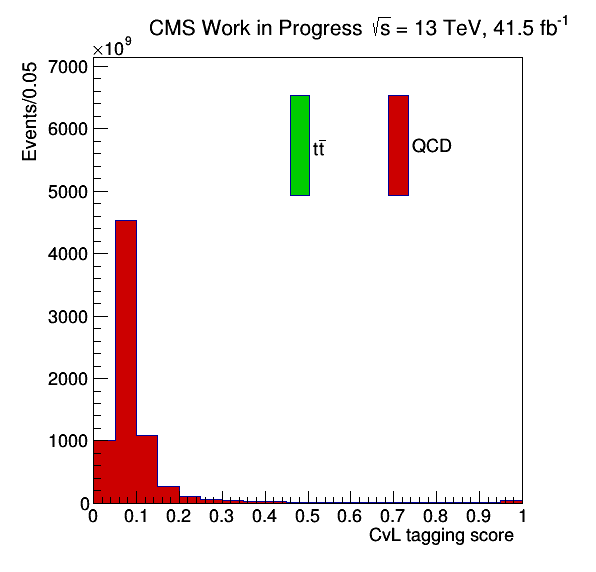 CMS Work in Progress √s = 13 TeV, 41.5 fb⁻¹
×10⁹
Events/0.05
7000
6000
5000
4000
3000
2000
1000
0
tt̅
QCD
0 0.1 0.2 0.3 0.4 0.5 0.6 0.7 0.8 0.9 1
CvL tagging score